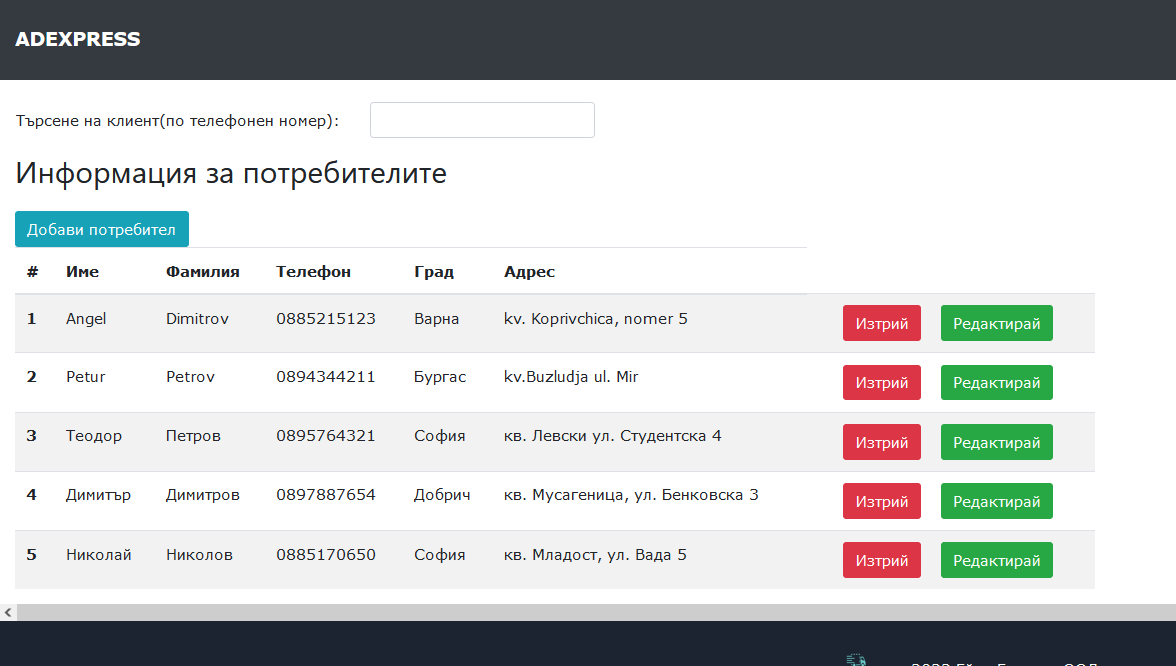 ADEXPRESS
Търсене на клиент(по телефонен номер):
Информация за потребителите
Добави потребител
# Име Фамилия Телефон Град Адрес
1 Angel Dimitrov 0885215123 Варна kv. Koprivchica, nomer 5 Изтрий Редактирай
2 Petur Petrov 0894344211 Бургас kv.Buzludja ul. Mir Изтрий Редактирай
3 Теодор Петров 0895764321 София кв. Левски ул. Студентска 4 Изтрий Редактирай
4 Димитър Димитров 0897887654 Добрич кв. Мусагеница, ул. Бенковска 3 Изтрий Редактирай
5 Николай Николов 0885170650 София кв. Младост, ул. Вада 5 Изтрий Редактирай